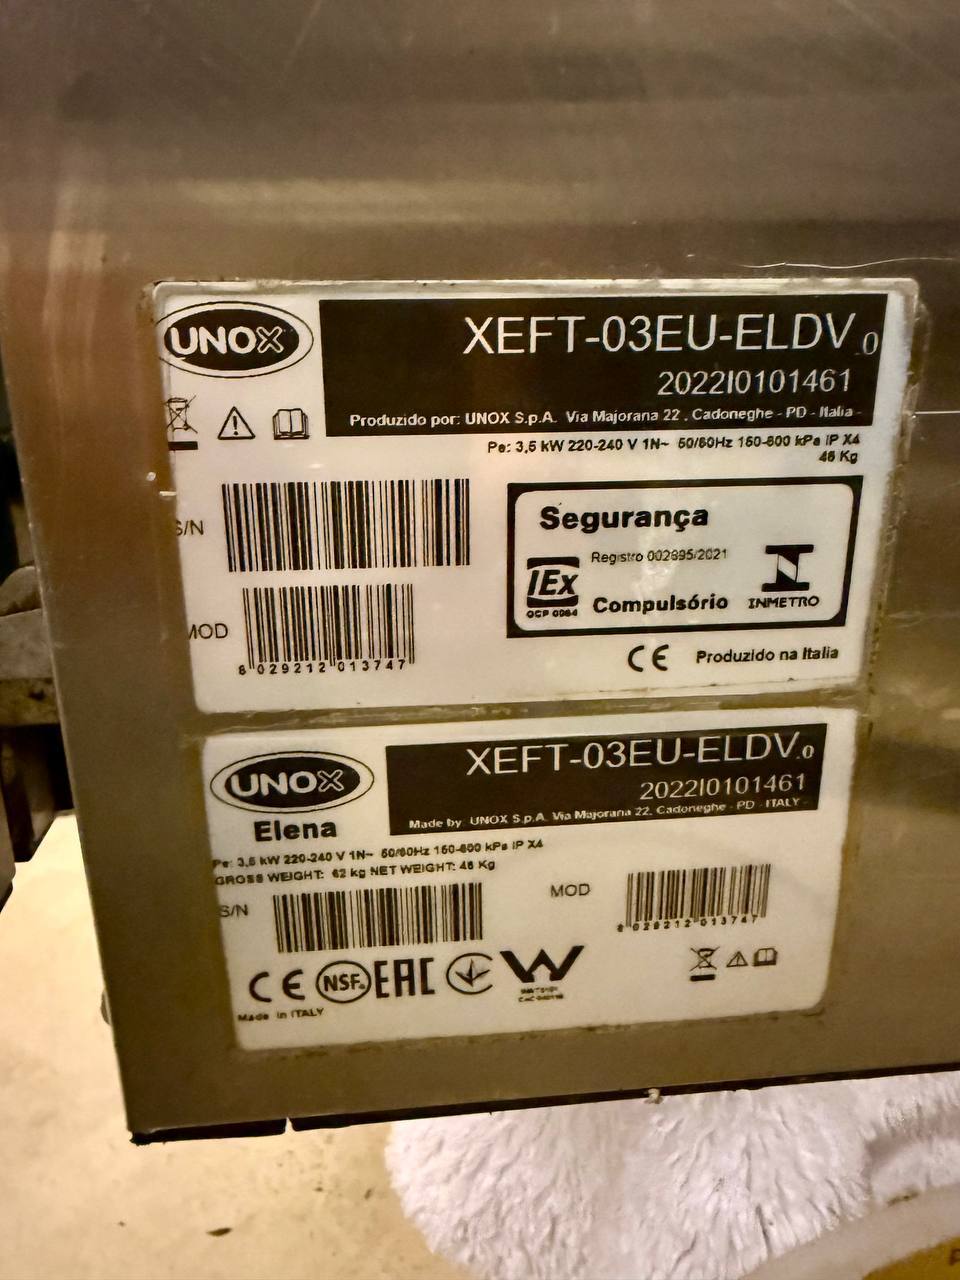 UNOX
XEFT-03EU-ELDV.0
2022I0101461
Produzido por: UNOX S.p.A. Via Majorana 22 , Cadoneghe - PD - Italia -
Pe: 3,5 kW 220-240 V 1N~ 50/60Hz 150-600 kPa IP X4
46 Kg
S/N
Segurança
Registro 002895/2021
IEx
OCP 0064
Compulsório
INMETRO
MOD
8 029212 013747
CE Produzido na Italia
UNOX
Elena
XEFT-03EU-ELDV.0
2022I0101461
Made by: UNOX S.p.A. Via Majorana 22, Cadoneghe - PD - ITALY -
Pe: 3,5 kW 220-240 V 1N~ 50/60Hz 150-600 kPa IP X4
GROSS WEIGHT: 62 kg NET WEIGHT: 46 Kg
S/N
MOD
8 029212 013747
CE NSF. EAC
Made in ITALY